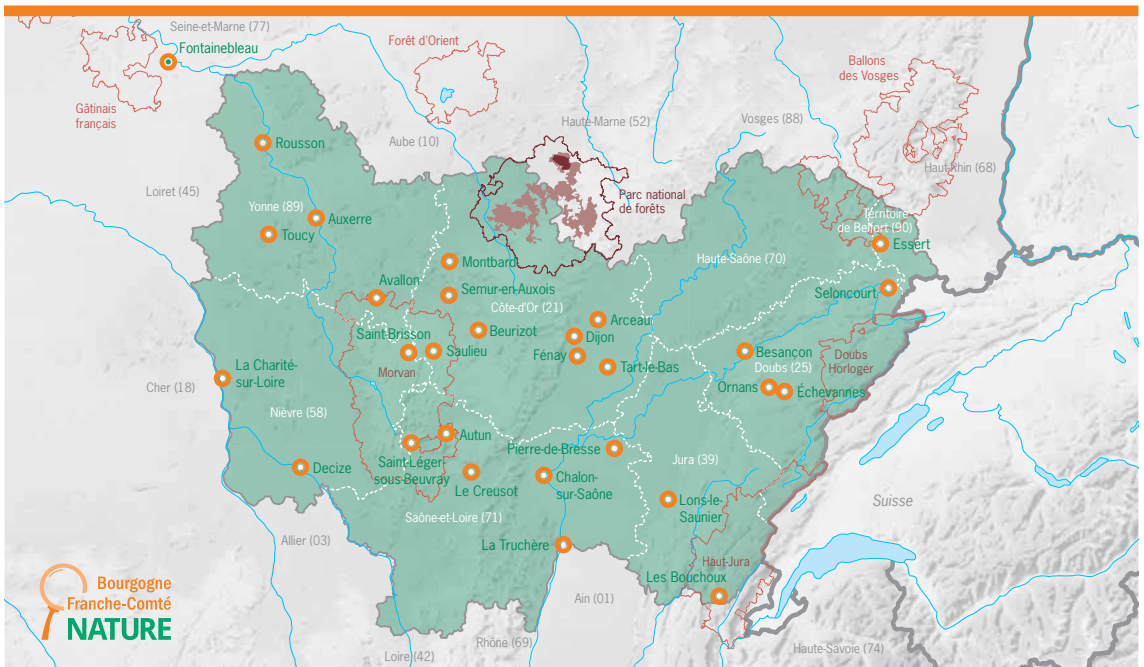 Seine-et-Marne (77)
Fontainebleau
Forêt d'Orient
Ballons
des Vosges
Gâtinais
français
Haute-Marne (52)
Vosges (88)
Aube (10)
Rousson
Haut-Rhin (68)
Loiret (45)
Parc national
de forêts
Yonne (89)
Auxerre
Territoire
de Belfort (90)
Toucy
Essert
Montbard
Haute-Saône (70)
Avallon
Semur-en-Auxois
Seloncourt
Côte-d'Or (21)
Arceau
Saint-Brisson
Beurizot
Dijon
Saulieu
Fénay
Besançon
Doubs
Horloger
La Charité-
sur-Loire
Morvan
Tart-le-Bas
Doubs (25)
Cher (18)
Ornans
Échevannes
Nièvre (58)
Autun
Pierre-de-Bresse
Saint-Léger-
sous-Beuvray
Jura (39)
Decize
Le Creusot
Chalon-
sur-Saône
Lons-le-
Saunier
Suisse
Saône-et-Loire (71)
Allier (03)
La Truchère
Haut-Jura
Les Bouchoux
Bourgogne
Franche-Comté
NATURE
Ain (01)
Rhône (69)
Loire (42)
Haute-Savoie (74)